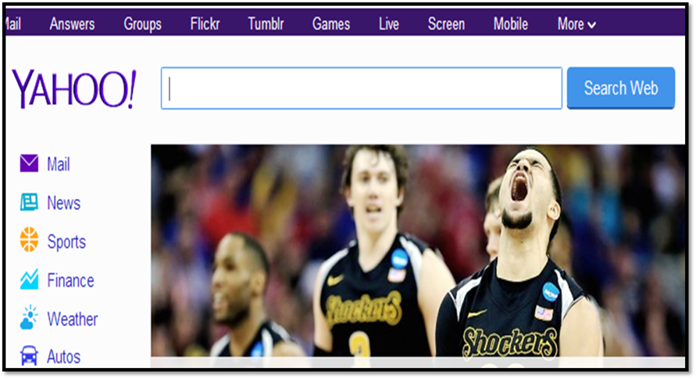 Mail Answers Groups Flickr Tumblr Games Live Screen Mobile More
YAHOO! Search Web
Mail
News
Sports
Finance
Weather
Autos
Shockers
Shockers